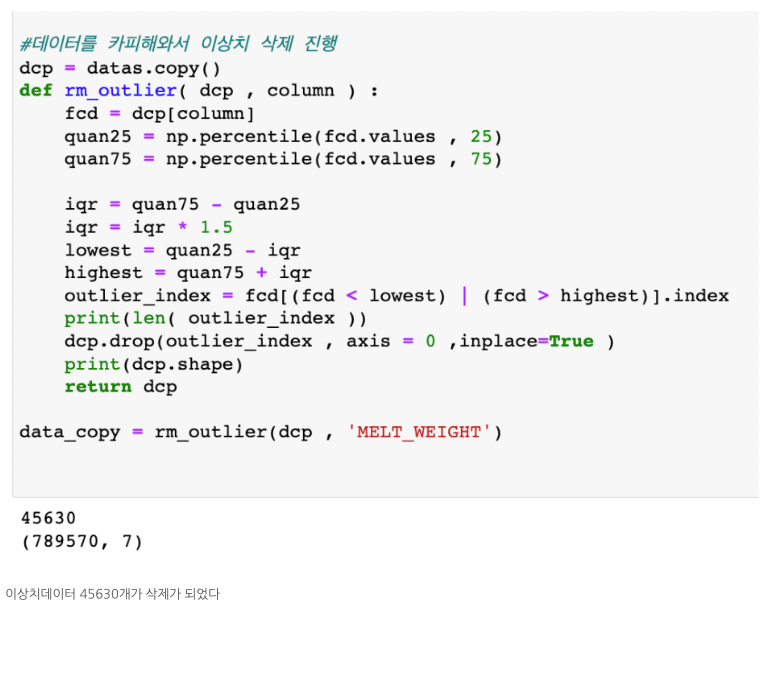 #데이터를 카피해와서 이상치 삭제 진행
dcp = datas.copy()
def rm_outlier( dcp , column ) :
    fcd = dcp[column]
    quan25 = np.percentile(fcd.values , 25)
    quan75 = np.percentile(fcd.values , 75)

    iqr = quan75 - quan25
    iqr = iqr * 1.5
    lowest = quan25 - iqr
    highest = quan75 + iqr
    outlier_index = fcd[(fcd < lowest) | (fcd > highest)].index
    print(len( outlier_index ))
    dcp.drop(outlier_index , axis = 0 ,inplace=True )
    print(dcp.shape)
    return dcp

data_copy = rm_outlier(dcp , 'MELT_WEIGHT')
45630
(789570, 7)
이상치데이터 45630개가 삭제가 되었다